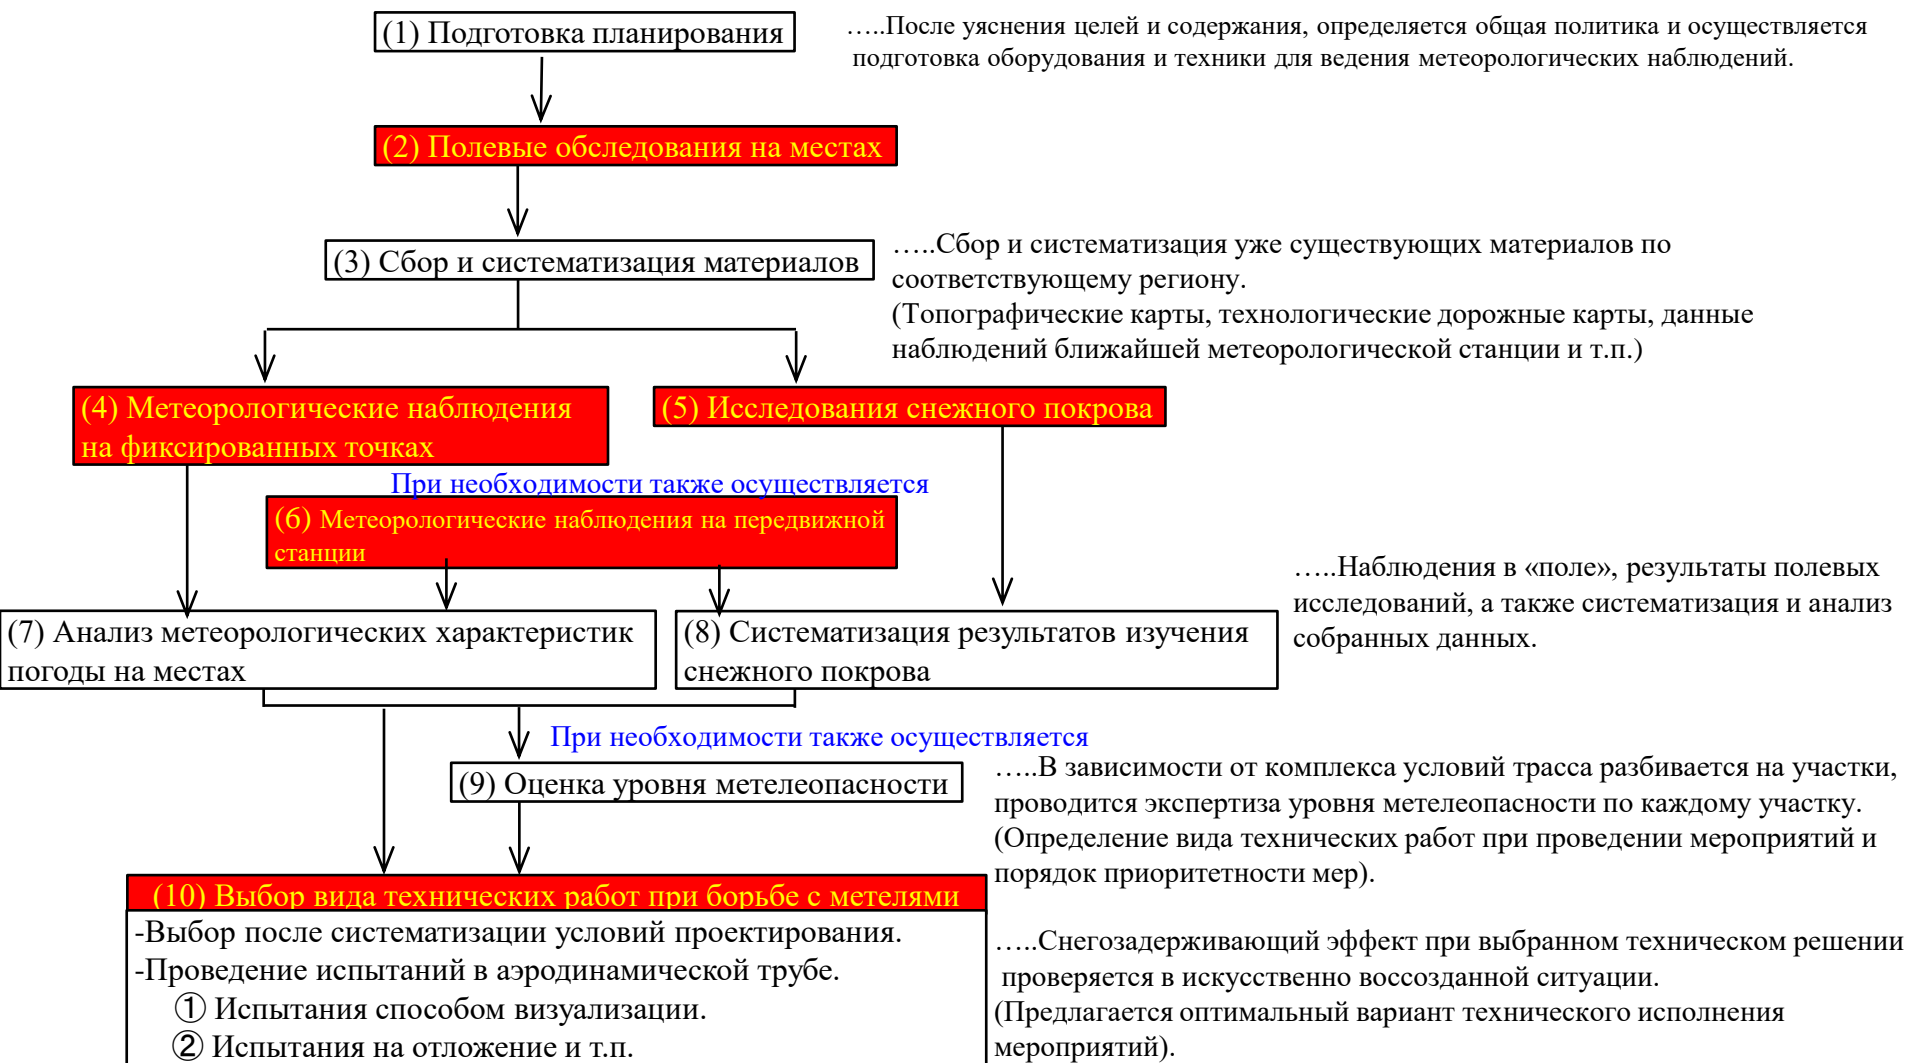 (1) Подготовка планирования
…..После уяснения целей и содержания, определяется общая политика и осуществляется
подготовка оборудования и техники для ведения метеорологических наблюдений.
(2) Полевые обследования на местах
(3) Сбор и систематизация материалов
…..Сбор и систематизация уже существующих материалов по
соответствующему региону.
(Топографические карты, технологические дорожные карты, данные
наблюдений ближайшей метеорологической станции и т.п.)
(4) Метеорологические наблюдения
на фиксированных точках
(5) Исследования снежного покрова
При необходимости также осуществляется
(6) Метеорологические наблюдения на передвижной
станции
…..Наблюдения в «поле», результаты полевых
исследований, а также систематизация и анализ
собранных данных.
(7) Анализ метеорологических характеристик
погоды на местах
(8) Систематизация результатов изучения
снежного покрова
При необходимости также осуществляется
(9) Оценка уровня метелеопасности
…..В зависимости от комплекса условий трасса разбивается на участки,
проводится экспертиза уровня метелеопасности по каждому участку.
(Определение вида технических работ при проведении мероприятий и
порядок приоритетности мер).
(10) Выбор вида технических работ при борьбе с метелями
-Выбор после систематизации условий проектирования.
-Проведение испытаний в аэродинамической трубе.
① Испытания способом визуализации.
② Испытания на отложение и т.п.
…..Снегозадерживающий эффект при выбранном техническом решении
проверяется в искусственно воссозданной ситуации.
(Предлагается оптимальный вариант технического исполнения
мероприятий).